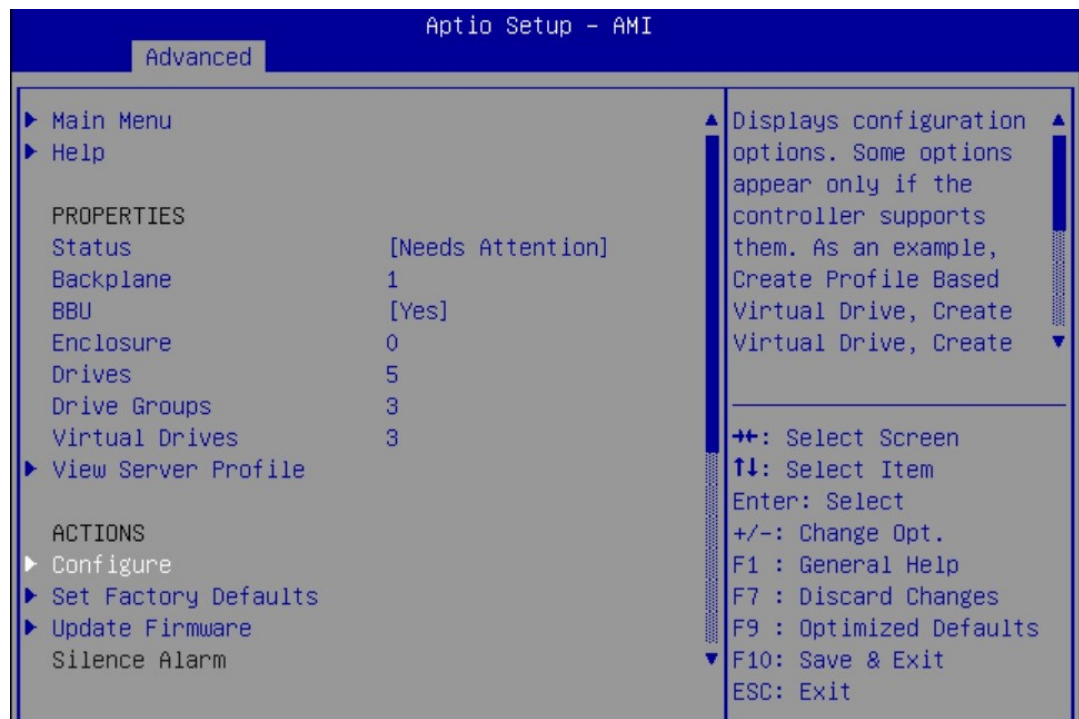 Aptio Setup – AMI
Advanced
Main Menu
Help
PROPERTIES
Status [Needs Attention]
Backplane 1
BBU [Yes]
Enclosure 0
Drives 5
Drive Groups 3
Virtual Drives 3
View Server Profile
ACTIONS
Configure
Set Factory Defaults
Update Firmware
Silence Alarm
Displays configuration
options. Some options
appear only if the
controller supports
them. As an example,
Create Profile Based
Virtual Drive, Create
Virtual Drive, Create
→←: Select Screen
↑↓: Select Item
Enter: Select
+/-: Change Opt.
F1 : General Help
F7 : Discard Changes
F9 : Optimized Defaults
F10: Save & Exit
ESC: Exit